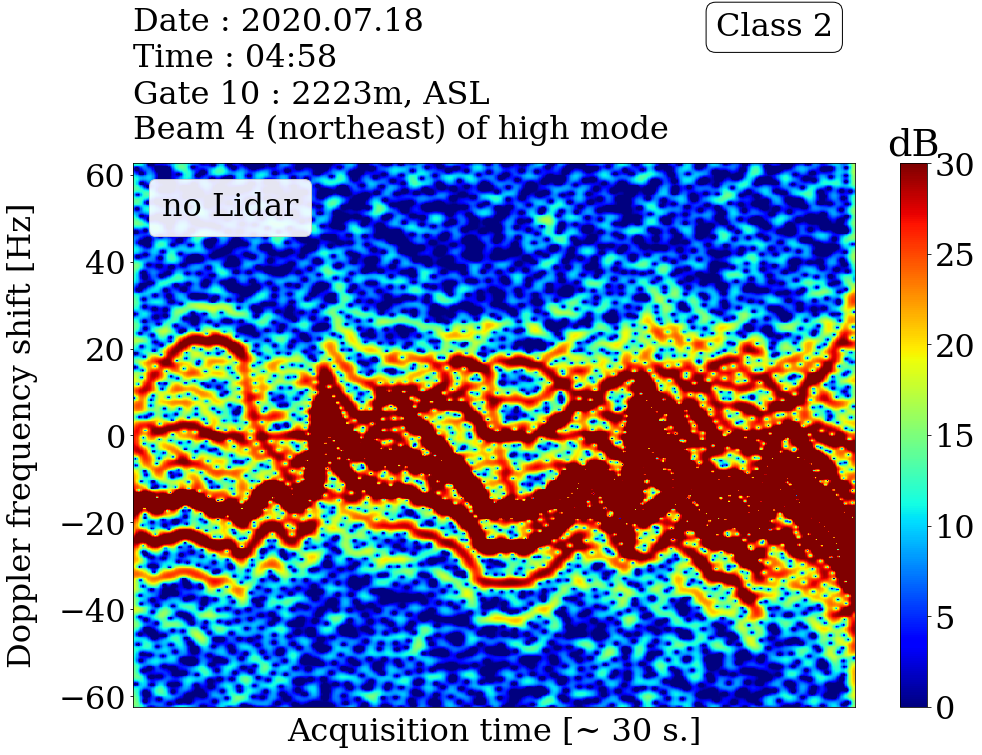 Date : 2020.07.18
Time : 04:58
Gate 10 : 2223m, ASL
Beam 4 (northeast) of high mode
Class 2
dB
no Lidar
Doppler frequency shift [Hz]
60
40
20
0
−20
−40
−60
30
25
20
15
10
5
0
Acquisition time [~ 30 s.]